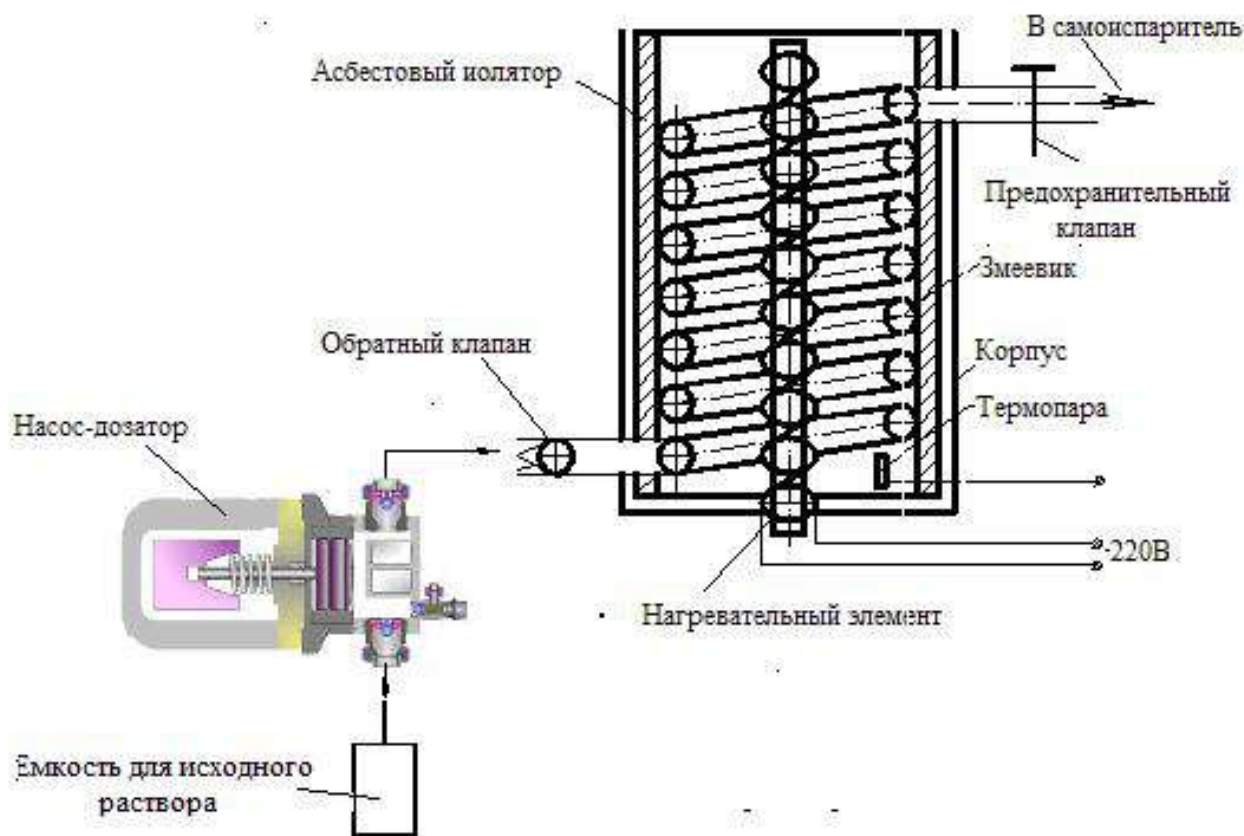 В самоиспаритель
Асбестовый иолятор
Предохранительный
клапан
Змеевик
Обратный клапан
Корпус
Термопара
Насос-дозатор
-220В
Нагревательный элемент
Емкость для исходного
раствора